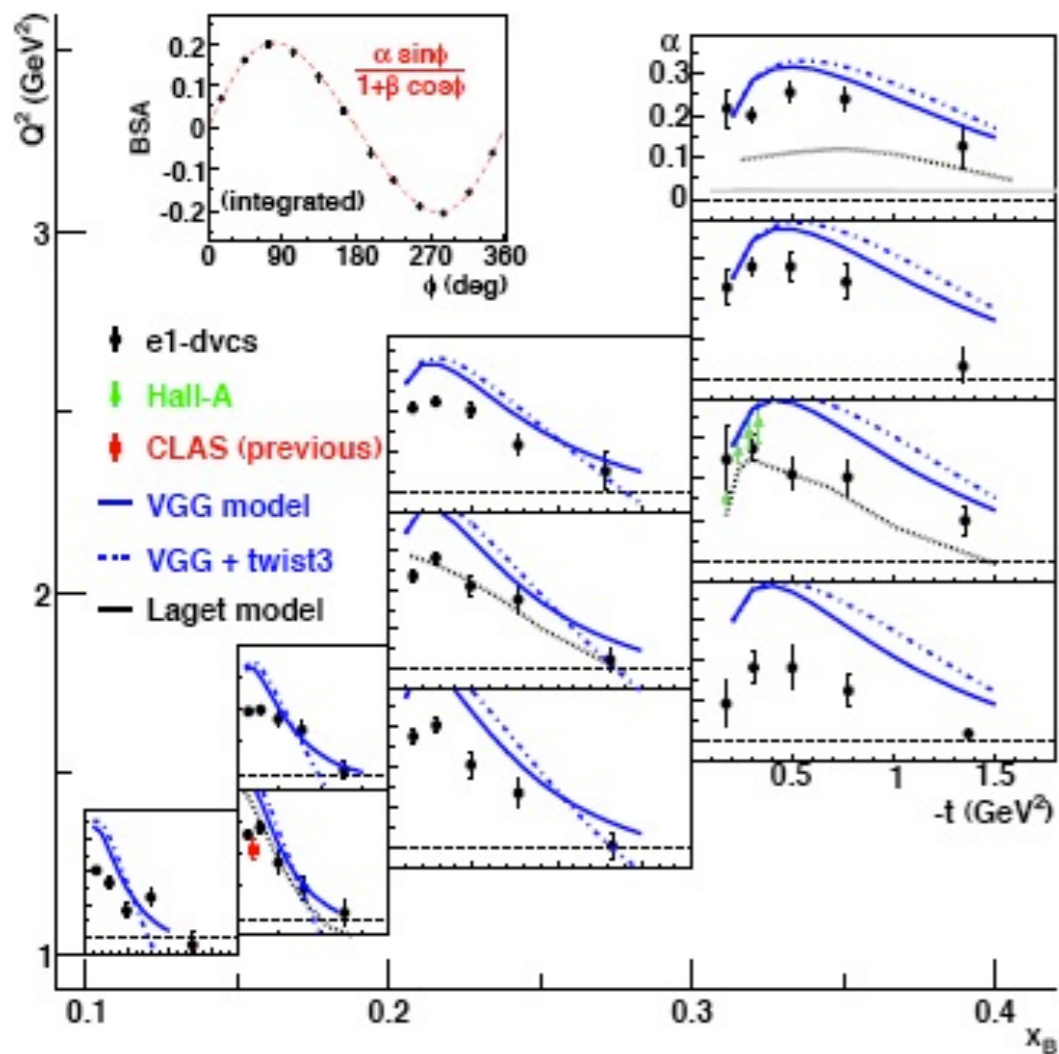 Q² (GeV²)
3
2
1
0.1
0.2
0.3
0.4
x_B
BSA
0.2
0.1
0
-0.1
-0.2
α sinϕ
1+β cosϕ
(integrated)
0
90
180
270
360
ϕ (deg)
e1-dvcs
Hall-A
CLAS (previous)
VGG model
VGG + twist3
Laget model
α
0.3
0.2
0.1
0
0.5
1
1.5
-t (GeV²)